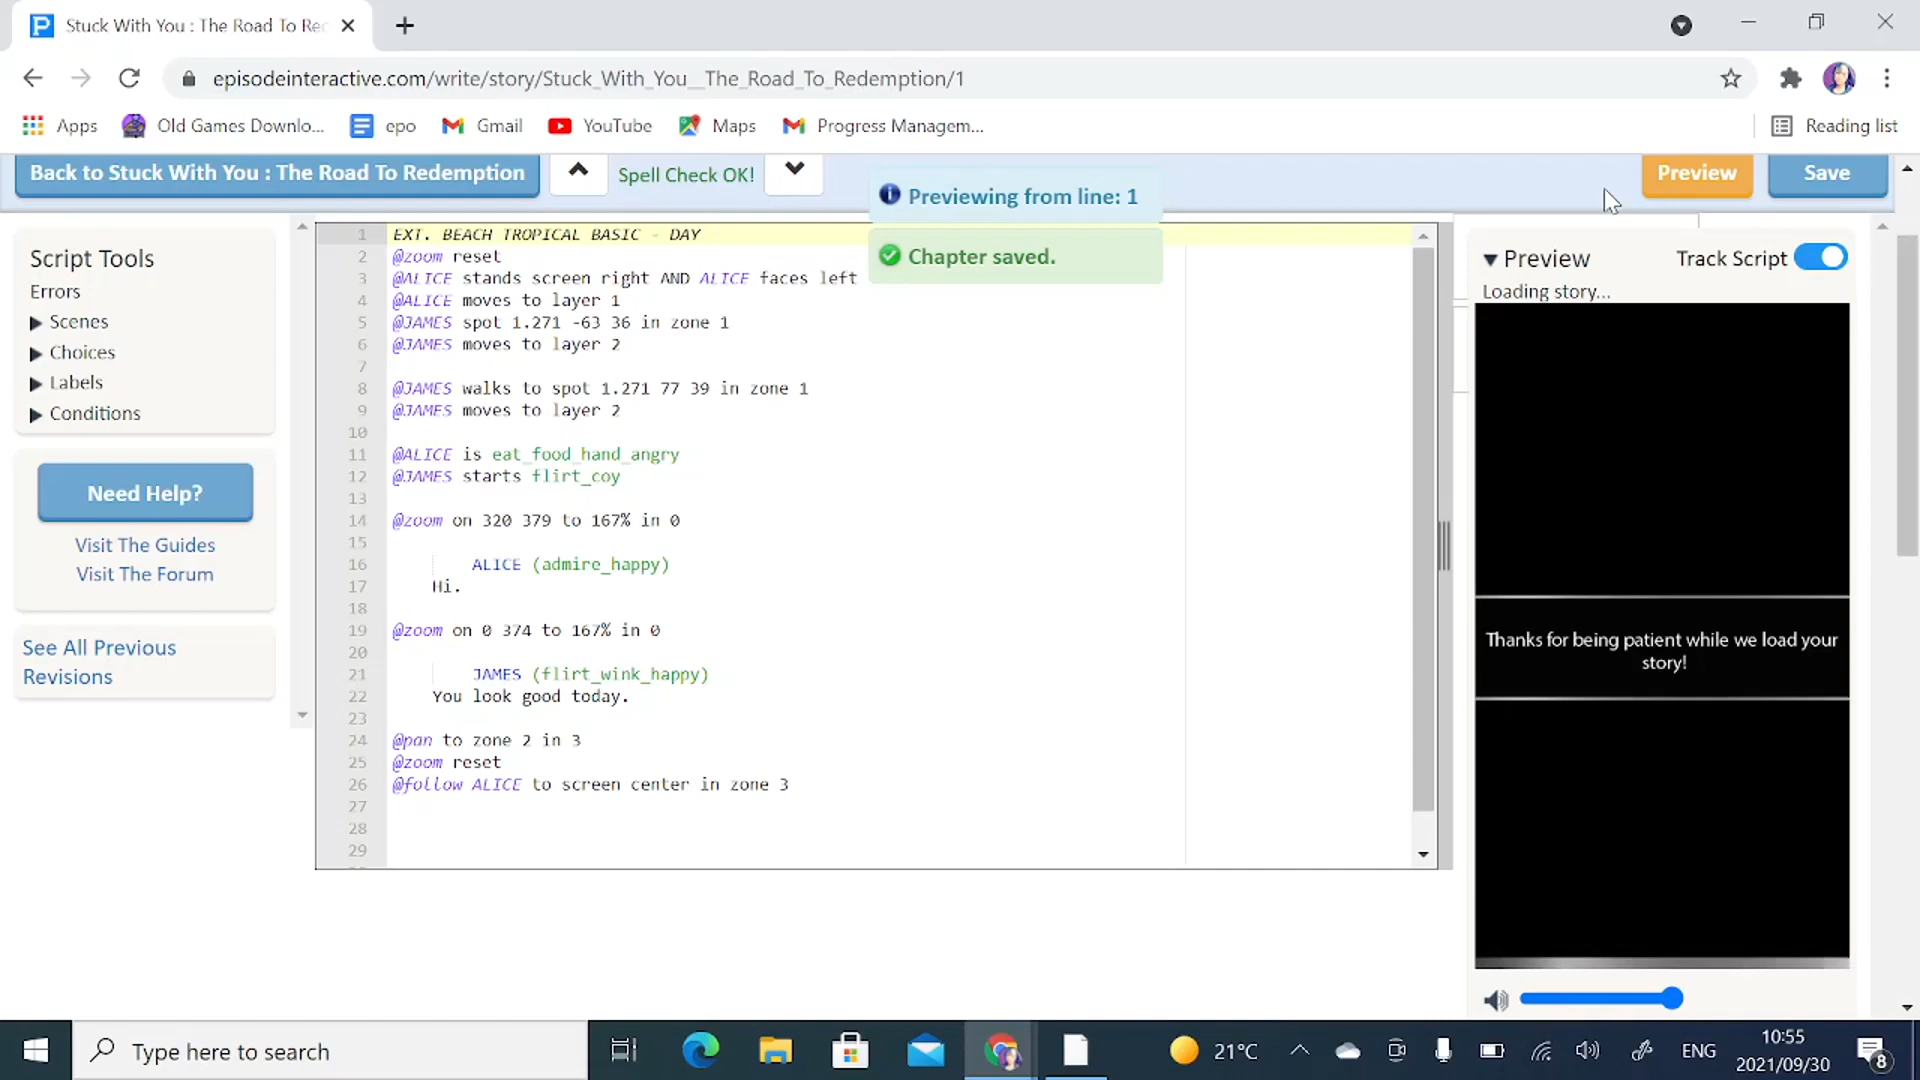 Stuck With You : The Road To Red
episodeinteractive.com/write/story/Stuck_With_You__The_Road_To_Redemption/1
Apps
Old Games Downlo...
epo
Gmail
YouTube
Maps
Progress Managem...
Reading list
Back to Stuck With You : The Road To Redemption
Spell Check OK!
Previewing from line: 1
Preview
Save
Chapter saved.
Script Tools
Errors
Scenes
Choices
Labels
Conditions
Need Help?
Visit The Guides
Visit The Forum
See All Previous
Revisions
1 EXT. BEACH TROPICAL BASIC - DAY
2 @zoom reset
3 @ALICE stands screen right AND ALICE faces left
4 @ALICE moves to layer 1
5 @JAMES spot 1.271 -63 36 in zone 1
6 @JAMES moves to layer 2
7
8 @JAMES walks to spot 1.271 77 39 in zone 1
9 @JAMES moves to layer 2
10
11 @ALICE is eat_food_hand_angry
12 @JAMES starts flirt_coy
13
14 @zoom on 320 379 to 167% in 0
15
16 ALICE (admire_happy)
17 Hi.
18
19 @zoom on 0 374 to 167% in 0
20
21 JAMES (flirt_wink_happy)
22 You look good today.
23
24 @pan to zone 2 in 3
25 @zoom reset
26 @follow ALICE to screen center in zone 3
27
28
29
Preview
Track Script
Loading story...
Thanks for being patient while we load your
story!
Type here to search
21°C
ENG
10:55
2021/09/30
8